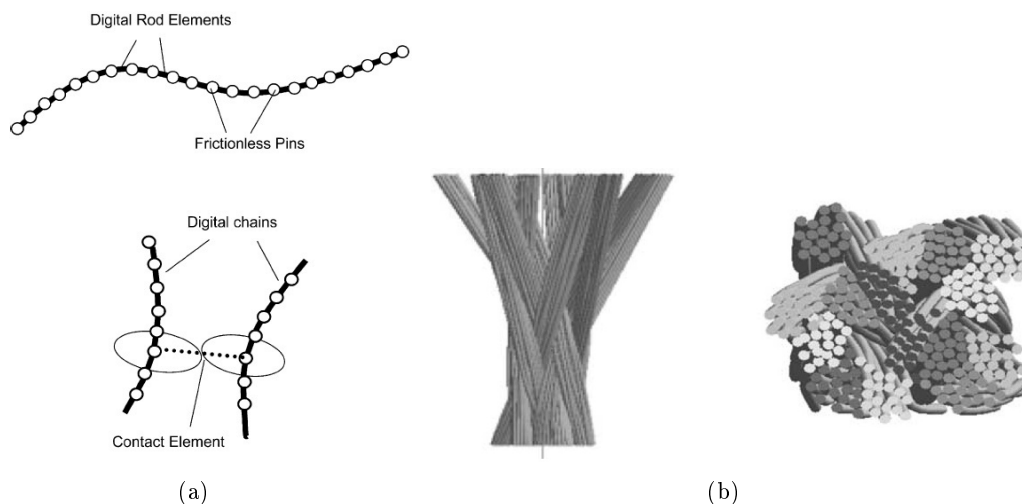 Digital Rod Elements
Frictionless Pins
Digital chains
Contact Element
(a)
(b)